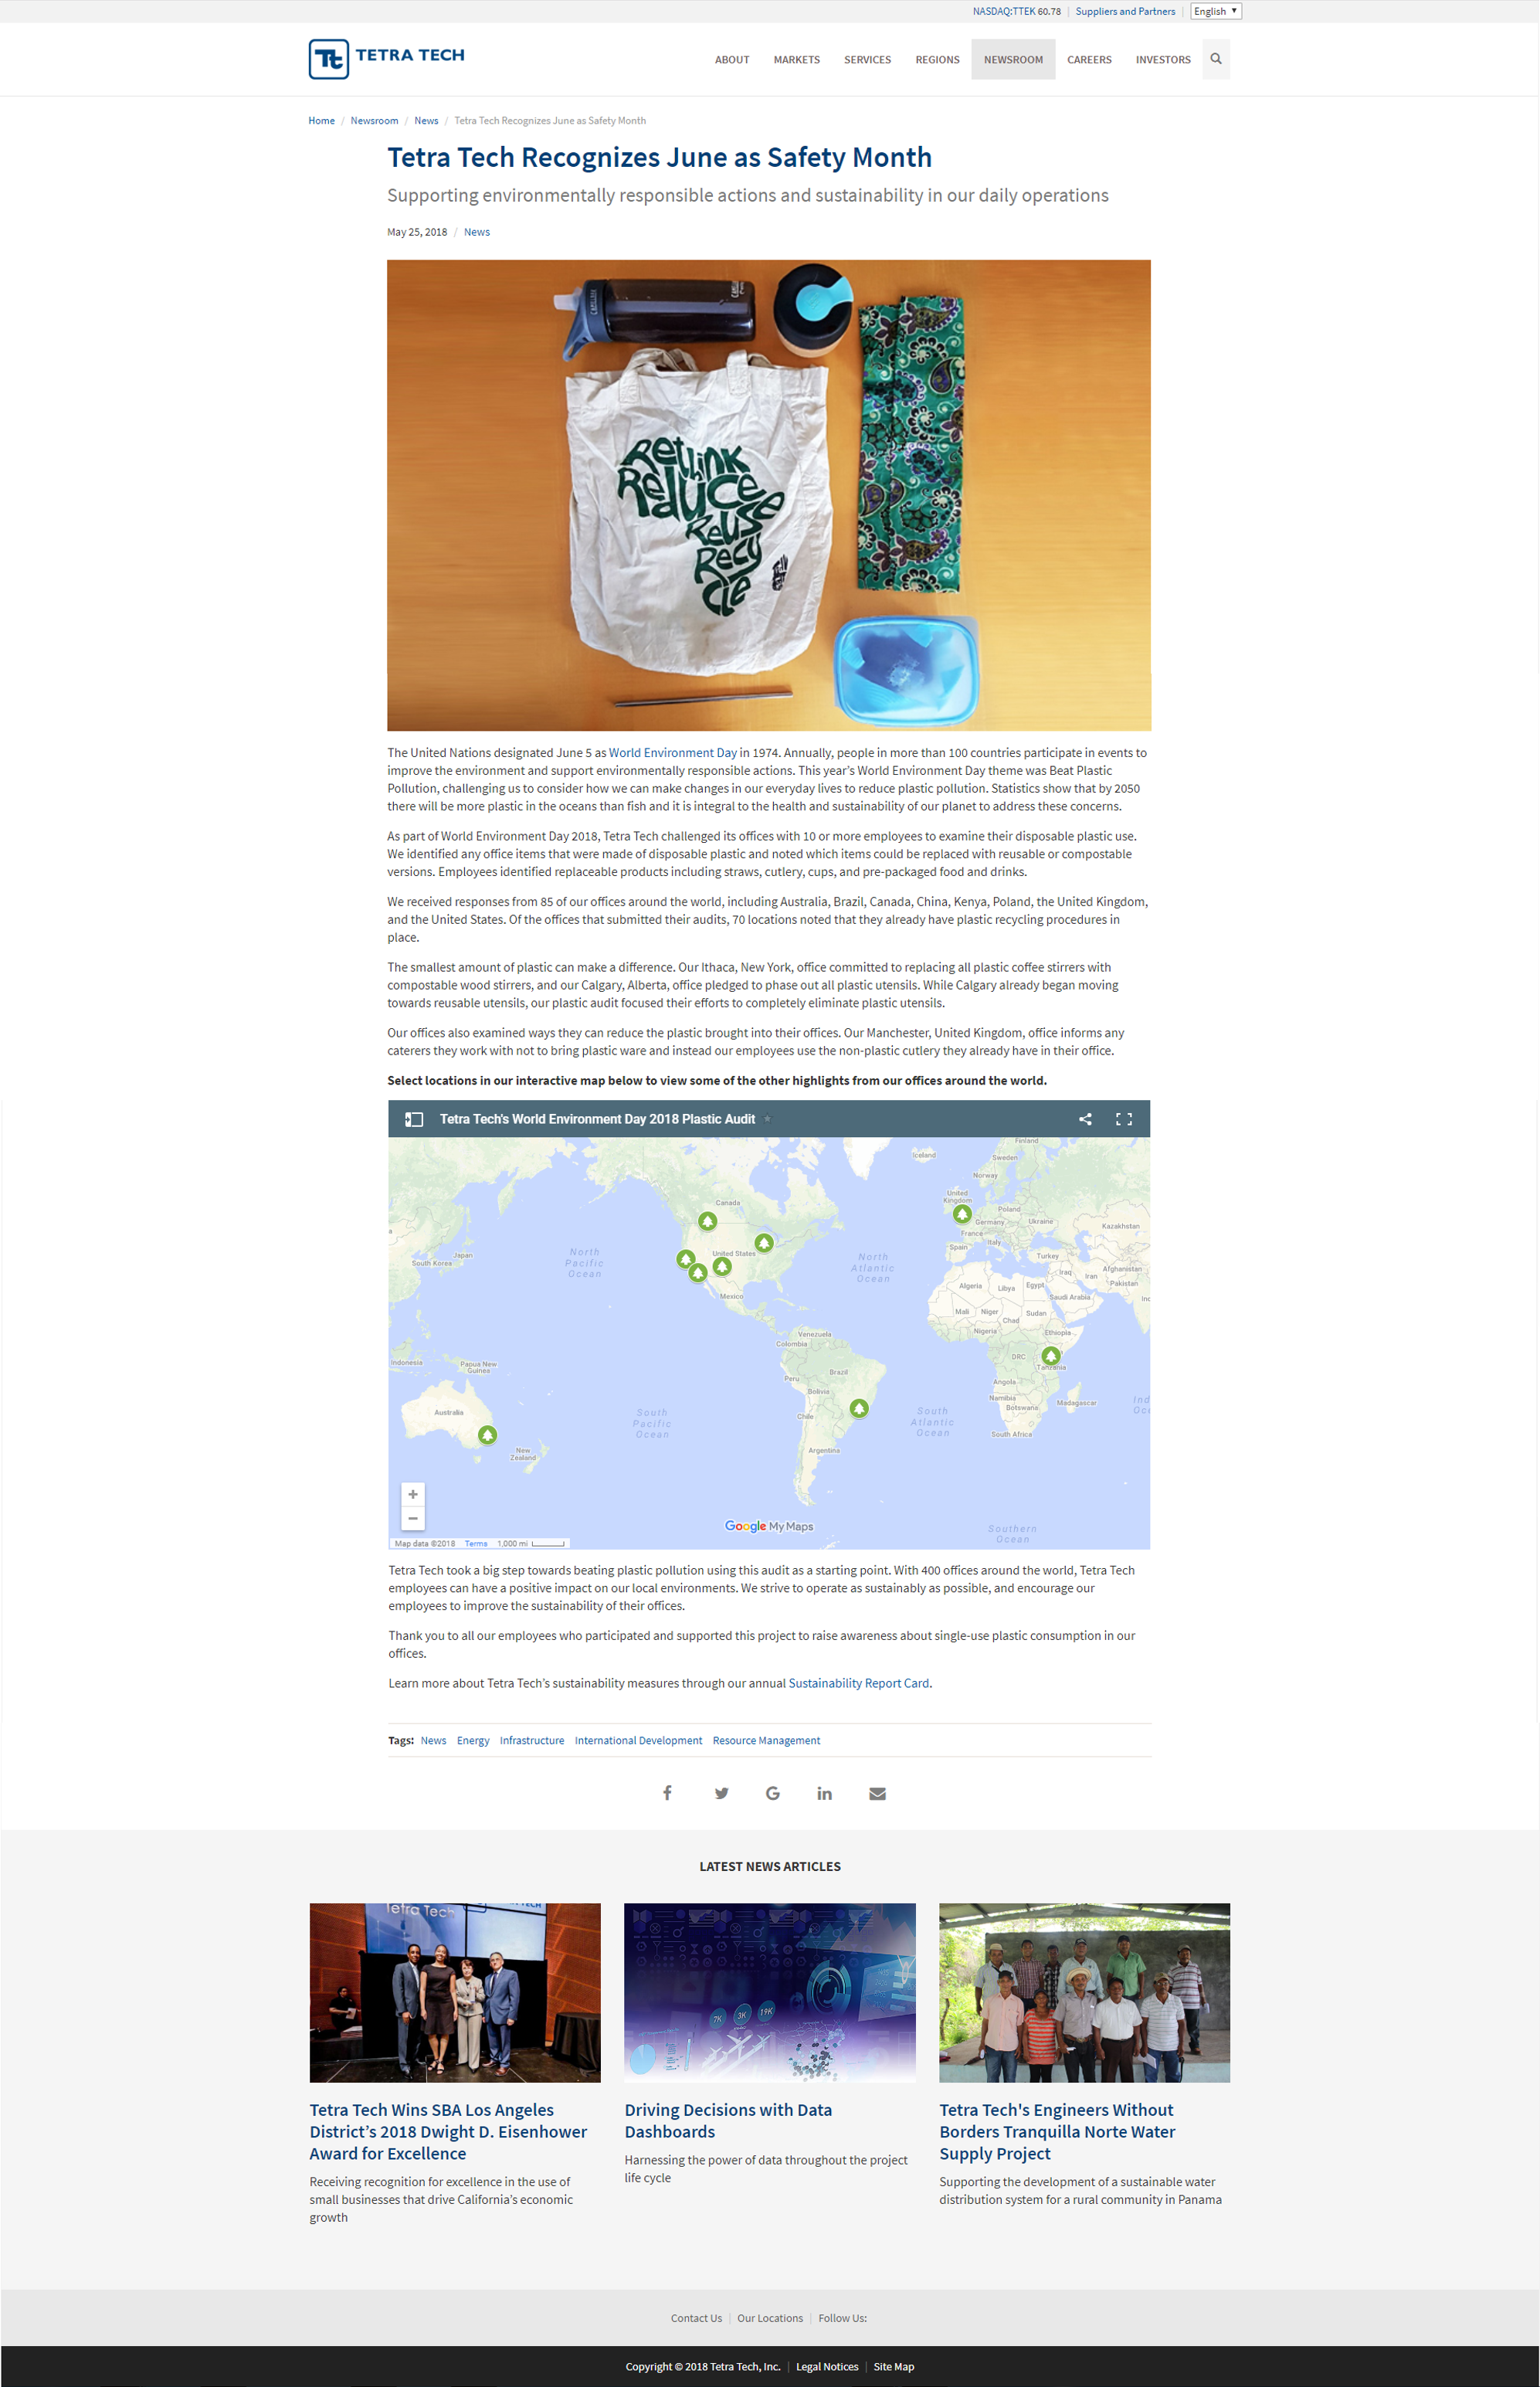 NASDAQ:TTEK 60.78 | Suppliers and Partners | English
Tt TETRA TECH
ABOUT MARKETS SERVICES REGIONS NEWSROOM CAREERS INVESTORS
Home / Newsroom / News / Tetra Tech Recognizes June as Safety Month
Tetra Tech Recognizes June as Safety Month
Supporting environmentally responsible actions and sustainability in our daily operations
May 25, 2018 / News
CAMELBAK
Rethink
Reduce
Reuse
Recy
cle
The United Nations designated June 5 as World Environment Day in 1974. Annually, people in more than 100 countries participate in events to
improve the environment and support environmentally responsible actions. This year's World Environment Day theme was Beat Plastic
Pollution, challenging us to consider how we can make changes in our everyday lives to reduce plastic pollution. Statistics show that by 2050
there will be more plastic in the oceans than fish and it is integral to the health and sustainability of our planet to address these concerns.
As part of World Environment Day 2018, Tetra Tech challenged its offices with 10 or more employees to examine their disposable plastic use.
We identified any office items that were made of disposable plastic and noted which items could be replaced with reusable or compostable
versions. Employees identified replaceable products including straws, cutlery, cups, and pre-packaged food and drinks.
We received responses from 85 of our offices around the world, including Australia, Brazil, Canada, China, Kenya, Poland, the United Kingdom,
and the United States. Of the offices that submitted their audits, 70 locations noted that they already have plastic recycling procedures in
place.
The smallest amount of plastic can make a difference. Our Ithaca, New York, office committed to replacing all plastic coffee stirrers with
compostable wood stirrers, and our Calgary, Alberta, office pledged to phase out all plastic utensils. While Calgary already began moving
towards reusable utensils, our plastic audit focused their efforts to completely eliminate plastic utensils.
Our offices also examined ways they can reduce the plastic brought into their offices. Our Manchester, United Kingdom, office informs any
caterers they work with not to bring plastic ware and instead our employees use the non-plastic cutlery they already have in their office.
Select locations in our interactive map below to view some of the other highlights from our offices around the world.
Tetra Tech's World Environment Day 2018 Plastic Audit
Finland
Iceland
Sweden
Norway
United
Kingdom
Canada
Poland
Germany
Ukraine
Kazakhstan
France
Italy
Spain
Turkey
Japan
South Korea
North
Pacific
Ocean
United States
North
Atlantic
Ocean
Afghanistan
Iraq
Iran
Pakistan
Algeria
Libya
Egypt
Saudi Arabia
Mexico
Mali
Niger
Sudan
Chad
Nigeria
Ethiopia
Venezuela
Colombia
Indonesia
Papua New
Guinea
DRC
Tanzania
Peru
Brazil
Bolivia
Angola
Namibia
Botswana
Madagascar
Australia
South
Pacific
Ocean
Chile
South
Atlantic
Ocean
South Africa
New
Zealand
Argentina
Google My Maps
Southern
Ocean
Map data ©2018 Terms 1,000 mi
Tetra Tech took a big step towards beating plastic pollution using this audit as a starting point. With 400 offices around the world, Tetra Tech
employees can have a positive impact on our local environments. We strive to operate as sustainably as possible, and encourage our
employees to improve the sustainability of their offices.
Thank you to all our employees who participated and supported this project to raise awareness about single-use plastic consumption in our
offices.
Learn more about Tetra Tech's sustainability measures through our annual Sustainability Report Card.
Tags: News Energy Infrastructure International Development Resource Management
LATEST NEWS ARTICLES
Tetra Tech
7K 3K 19K
Tetra Tech Wins SBA Los Angeles
District's 2018 Dwight D. Eisenhower
Award for Excellence
Receiving recognition for excellence in the use of
small businesses that drive California's economic
growth
Driving Decisions with Data
Dashboards
Harnessing the power of data throughout the project
life cycle
Tetra Tech's Engineers Without
Borders Tranquilla Norte Water
Supply Project
Supporting the development of a sustainable water
distribution system for a rural community in Panama
Contact Us | Our Locations | Follow Us:
Copyright © 2018 Tetra Tech, Inc. | Legal Notices | Site Map